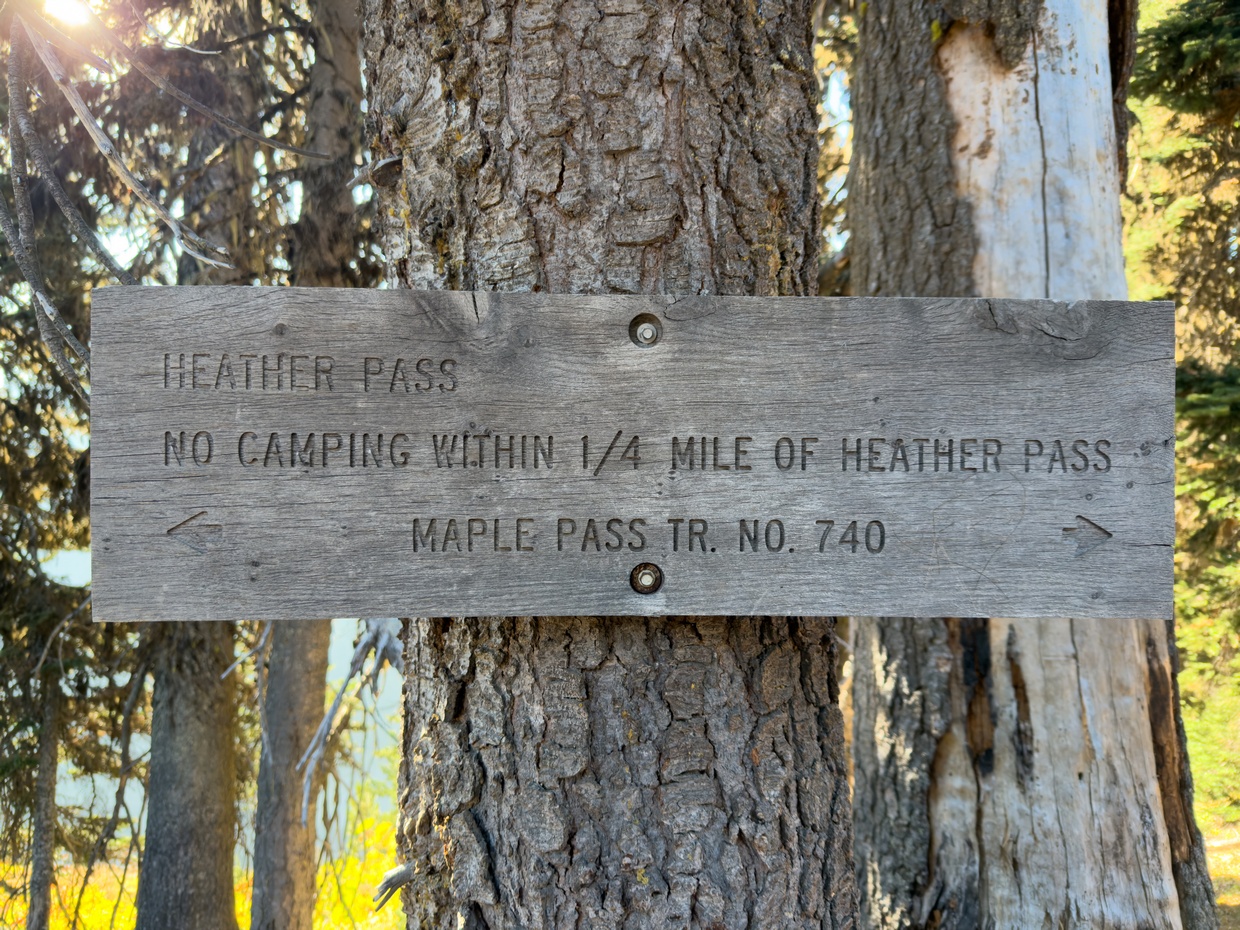 HEATHER PASS
NO CAMPING WITHIN 1/4 MILE OF HEATHER PASS
MAPLE PASS TR. NO. 740